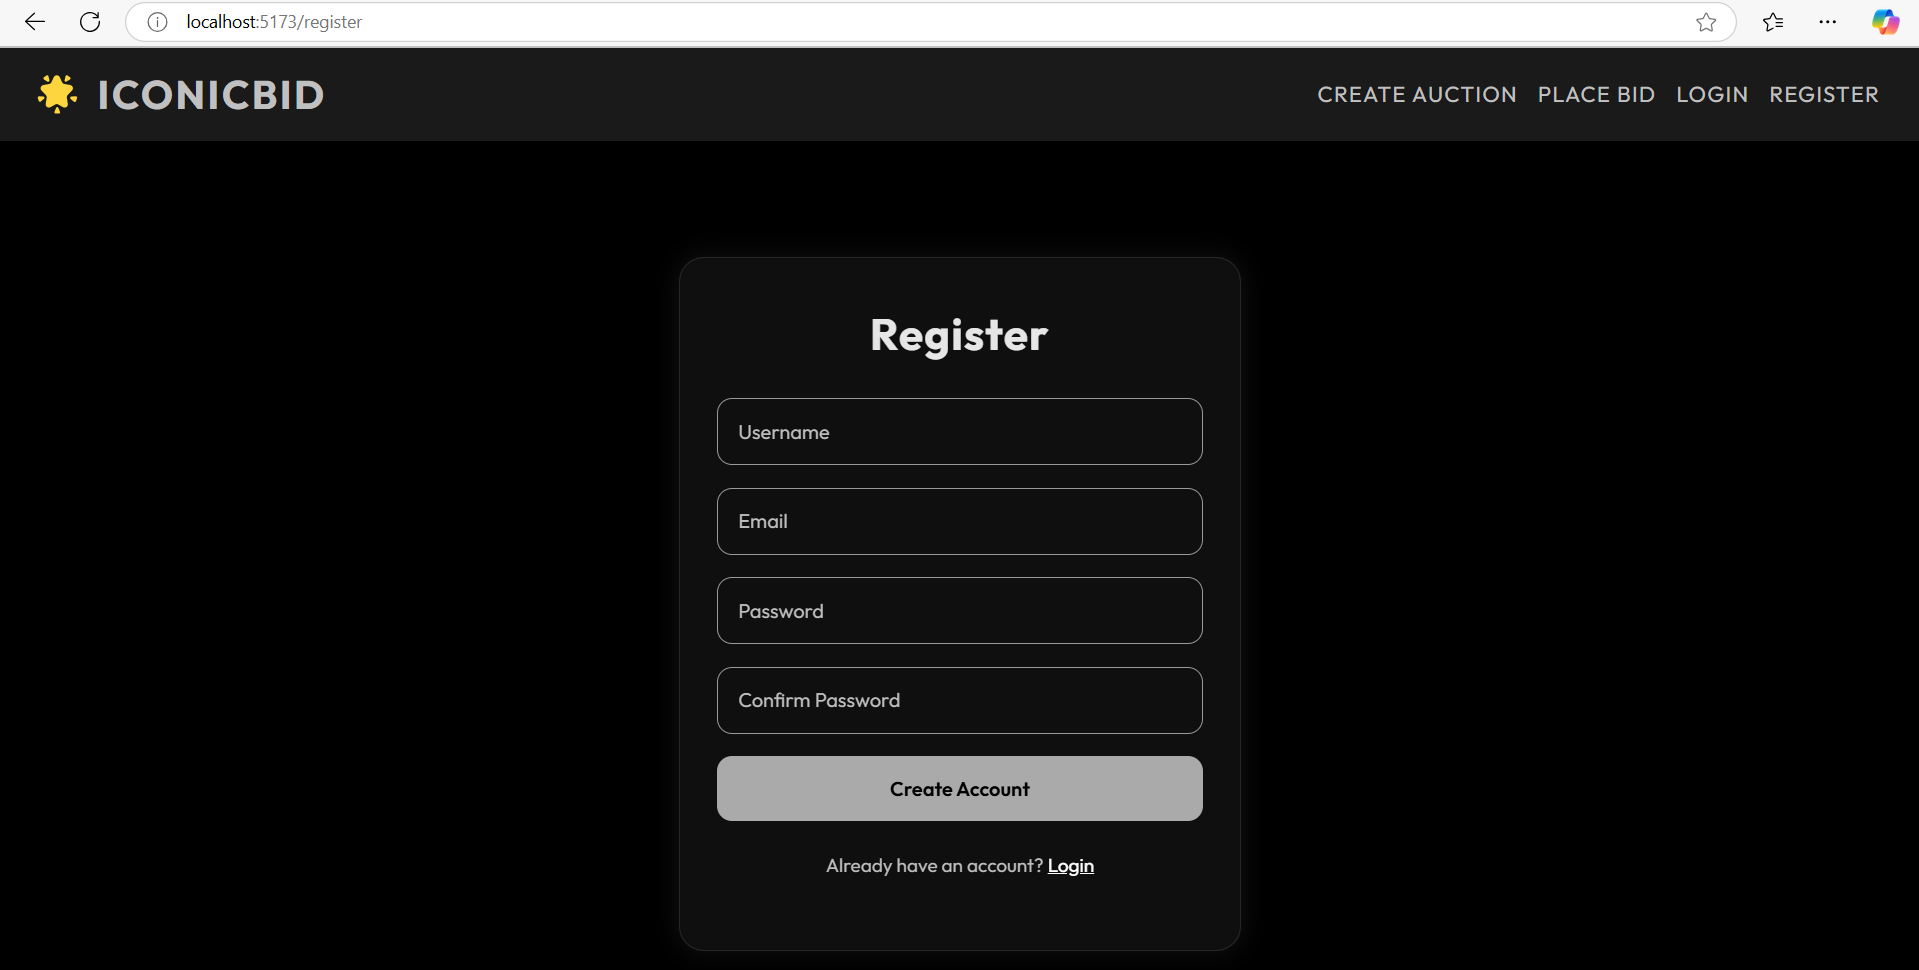 localhost:5173/register
ICONICBID
CREATE AUCTION PLACE BID LOGIN REGISTER
Register
Username
Email
Password
Confirm Password
Create Account
Already have an account? Login